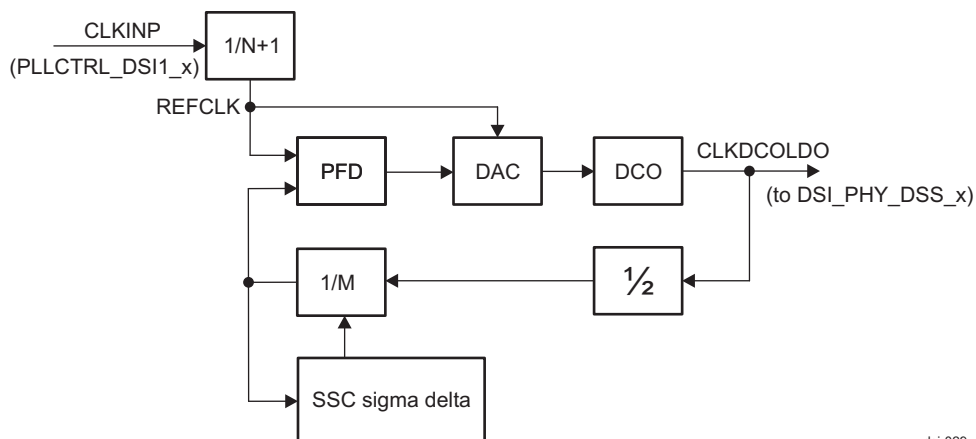 CLKINP
(PLLCTRL_DSI1_x)
1/N+1
REFCLK
PFD
DAC
DCO
CLKDCOLDO
(to DSI_PHY_DSS_x)
1/M
½
SSC sigma delta